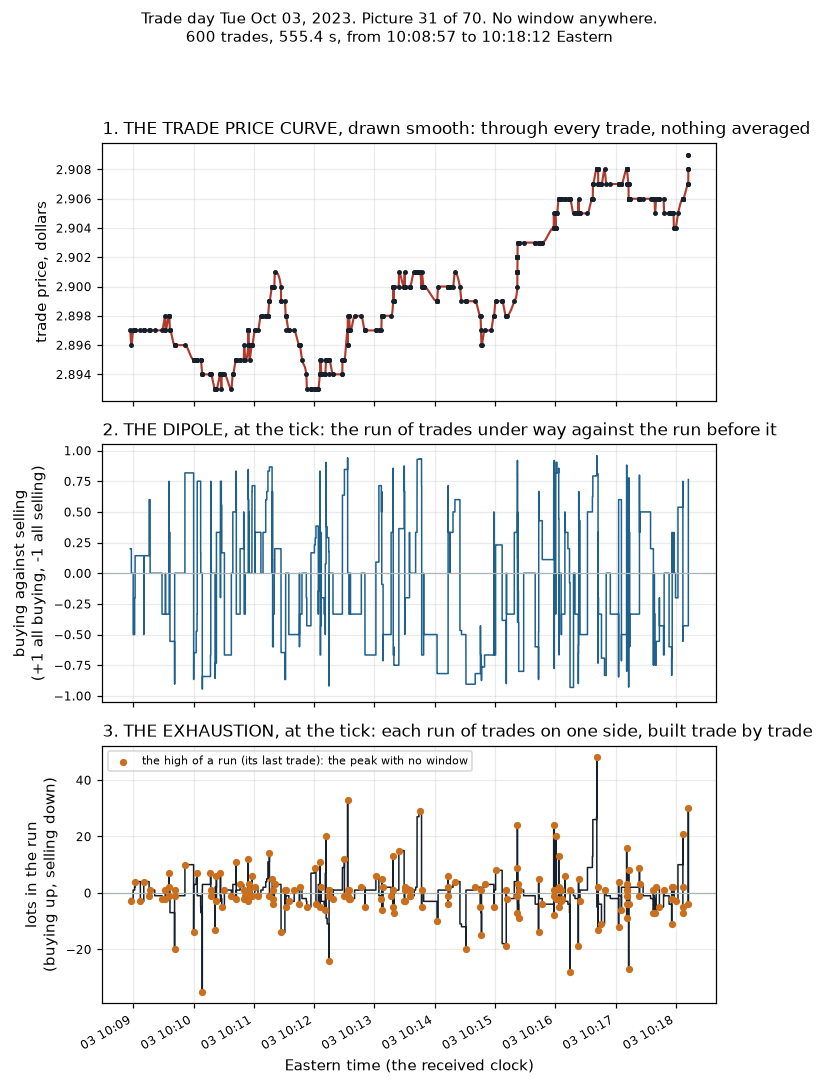 Trade day Tue Oct 03, 2023. Picture 31 of 70. No window anywhere.
600 trades, 555.4 s, from 10:08:57 to 10:18:12 Eastern
1. THE TRADE PRICE CURVE, drawn smooth: through every trade, nothing averaged
trade price, dollars
2.908
2.906
2.904
2.902
2.900
2.898
2.896
2.894
2. THE DIPOLE, at the tick: the run of trades under way against the run before it
buying against selling
(+1 all buying, -1 all selling)
1.00
0.75
0.50
0.25
0.00
−0.25
−0.50
−0.75
−1.00
3. THE EXHAUSTION, at the tick: each run of trades on one side, built trade by trade
the high of a run (its last trade): the peak with no window
lots in the run
(buying up, selling down)
40
20
0
−20
03 10:09
03 10:10
03 10:11
03 10:12
03 10:13
03 10:14
03 10:15
03 10:16
03 10:17
03 10:18
Eastern time (the received clock)